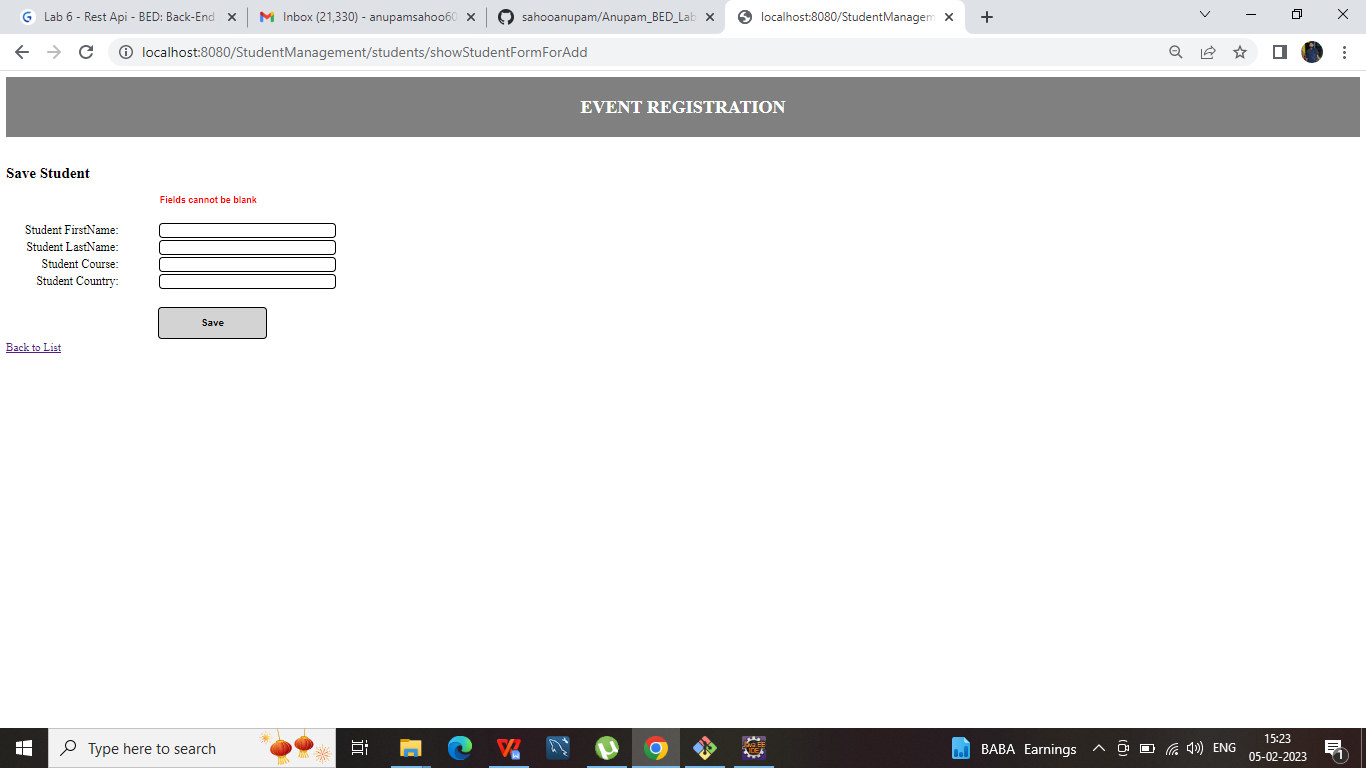 Lab 6 - Rest Api - BED: Back-End
Inbox (21,330) - anupamsahoo60
sahooanupam/Anupam_BED_Lab
localhost:8080/StudentManagem
localhost:8080/StudentManagement/students/showStudentFormForAdd
EVENT REGISTRATION
Save Student
Fields cannot be blank
Student FirstName:
Student LastName:
Student Course:
Student Country:
Save
Back to List
Type here to search
BABA Earnings
ENG
15:23
05-02-2023
1